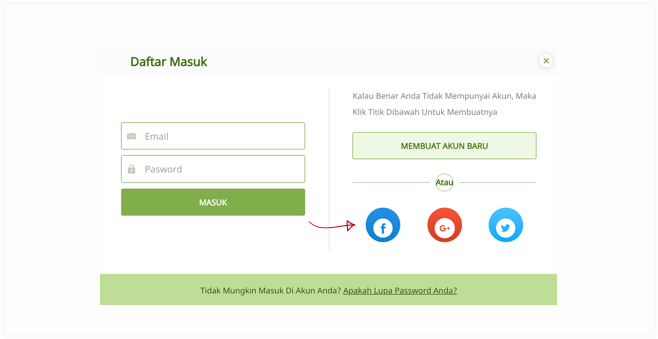 Daftar Masuk
Email
Pasword
MASUK
Kalau Benar Anda Tidak Mempunyai Akun, Maka
Klik Titik Dibawah Untuk Membuatnya
MEMBUAT AKUN BARU
Atau
Tidak Mungkin Masuk Di Akun Anda? Apakah Lupa Password Anda?